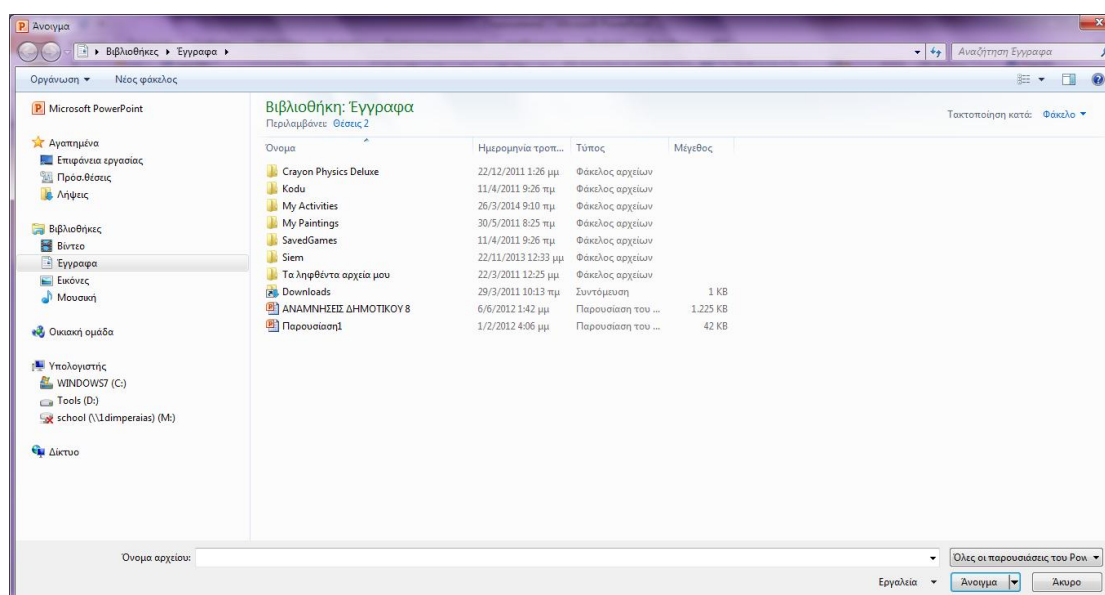 Άνοιγμα
Βιβλιοθήκες Έγγραφα
Αναζήτηση Έγγραφα
Οργάνωση Νέος φάκελος
Microsoft PowerPoint
Αγαπημένα
Επιφάνεια εργασίας
Πρόσ.θέσεις
Λήψεις
Βιβλιοθήκες
Βίντεο
Έγγραφα
Εικόνες
Μουσική
Οικιακή ομάδα
Υπολογιστής
WINDOWS7 (C:)
Tools (D:)
school (\\1dimperaias) (M:)
Δίκτυο
Βιβλιοθήκη: Έγγραφα
Περιλαμβάνει: Θέσεις 2
Τακτοποίηση κατά: Φάκελο
Όνομα Ημερομηνία τροπ... Τύπος Μέγεθος
Crayon Physics Deluxe 22/12/2011 1:26 μμ Φάκελος αρχείων
Kodu 11/4/2011 9:26 πμ Φάκελος αρχείων
My Activities 26/3/2014 9:10 πμ Φάκελος αρχείων
My Paintings 30/5/2011 8:25 πμ Φάκελος αρχείων
SavedGames 11/4/2011 9:26 πμ Φάκελος αρχείων
Siem 22/11/2013 12:33 μμ Φάκελος αρχείων
Τα ληφθέντα αρχεία μου 22/3/2011 12:25 μμ Φάκελος αρχείων
Downloads 29/3/2011 10:13 πμ Συντόμευση 1 KB
ΑΝΑΜΝΗΣΕΙΣ ΔΗΜΟΤΙΚΟΥ 8 6/6/2012 1:42 μμ Παρουσίαση του ... 1.225 KB
Παρουσίαση1 1/2/2012 4:06 μμ Παρουσίαση του ... 42 KB
Όνομα αρχείου:
Όλες οι παρουσιάσεις του Pow
Εργαλεία Άνοιγμα Άκυρο